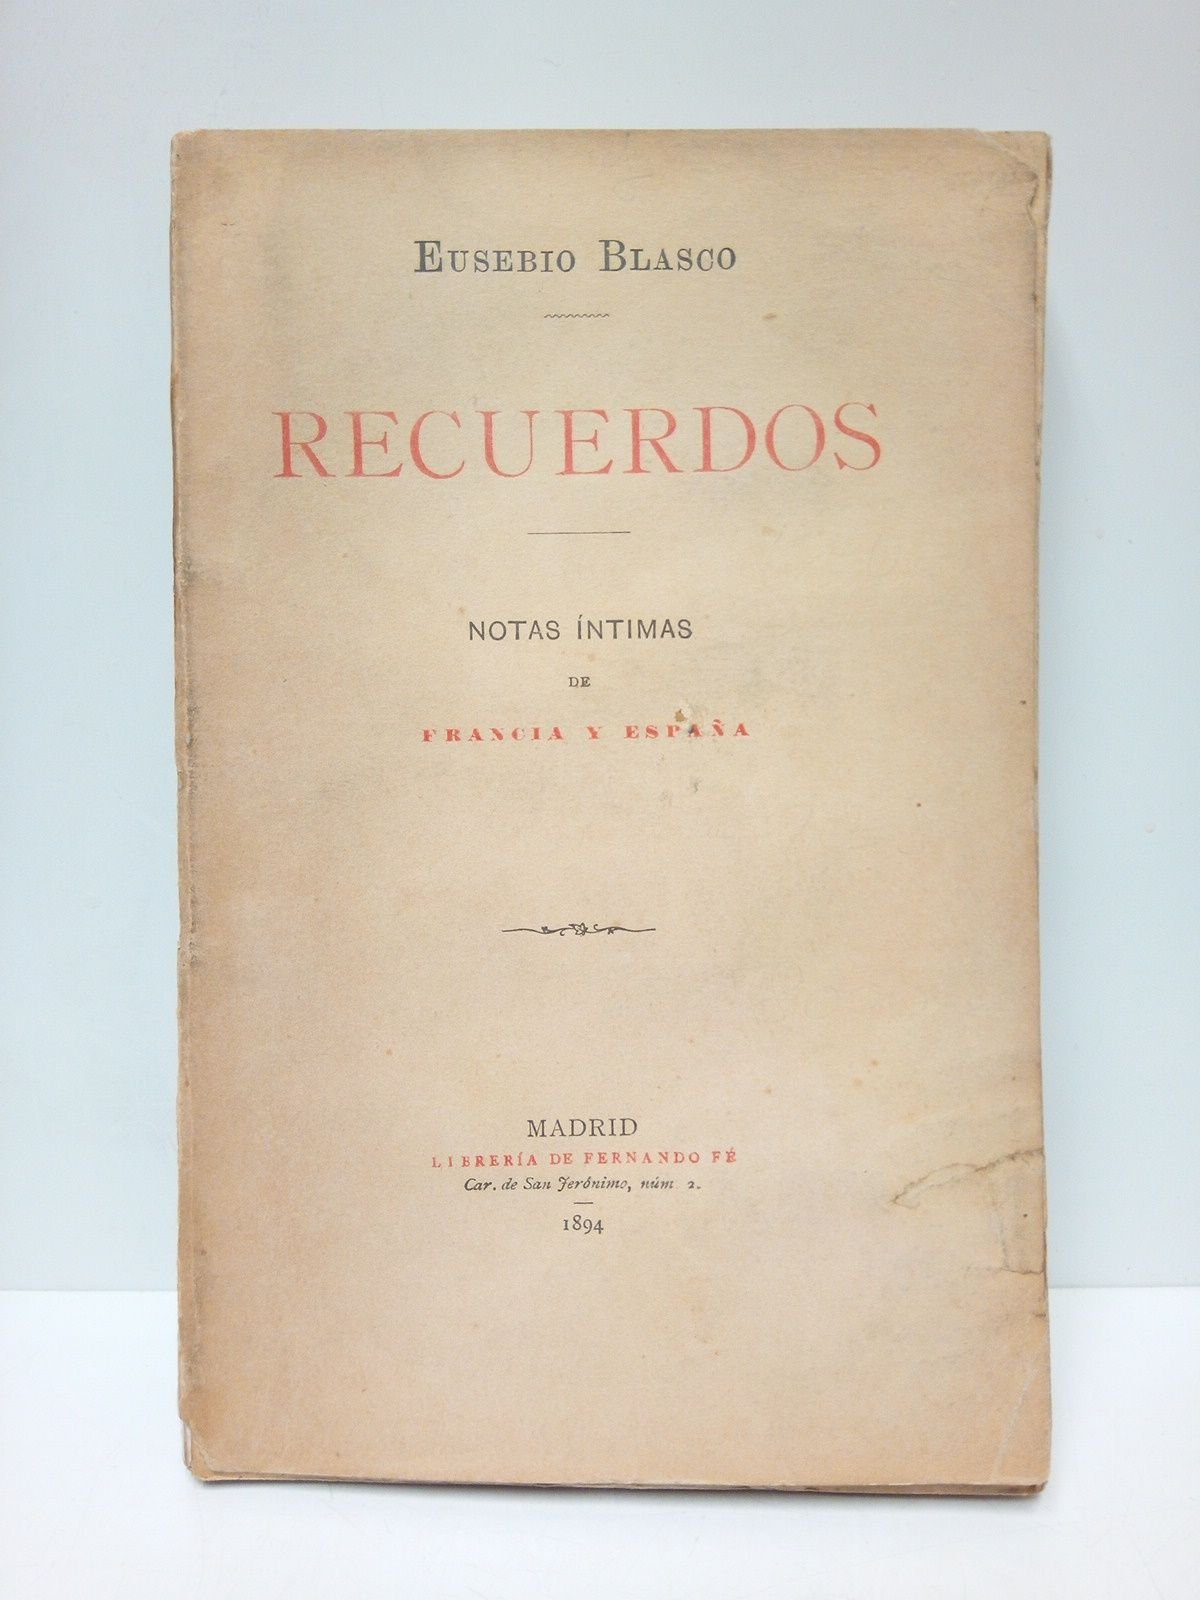 EUSEBIO BLASCO
RECUERDOS
NOTAS ÍNTIMAS
DE
FRANCIA Y ESPAÑA
MADRID
LIBRERÍA DE FERNANDO FÉ
Car. de San Jerónimo, núm 2.
1894